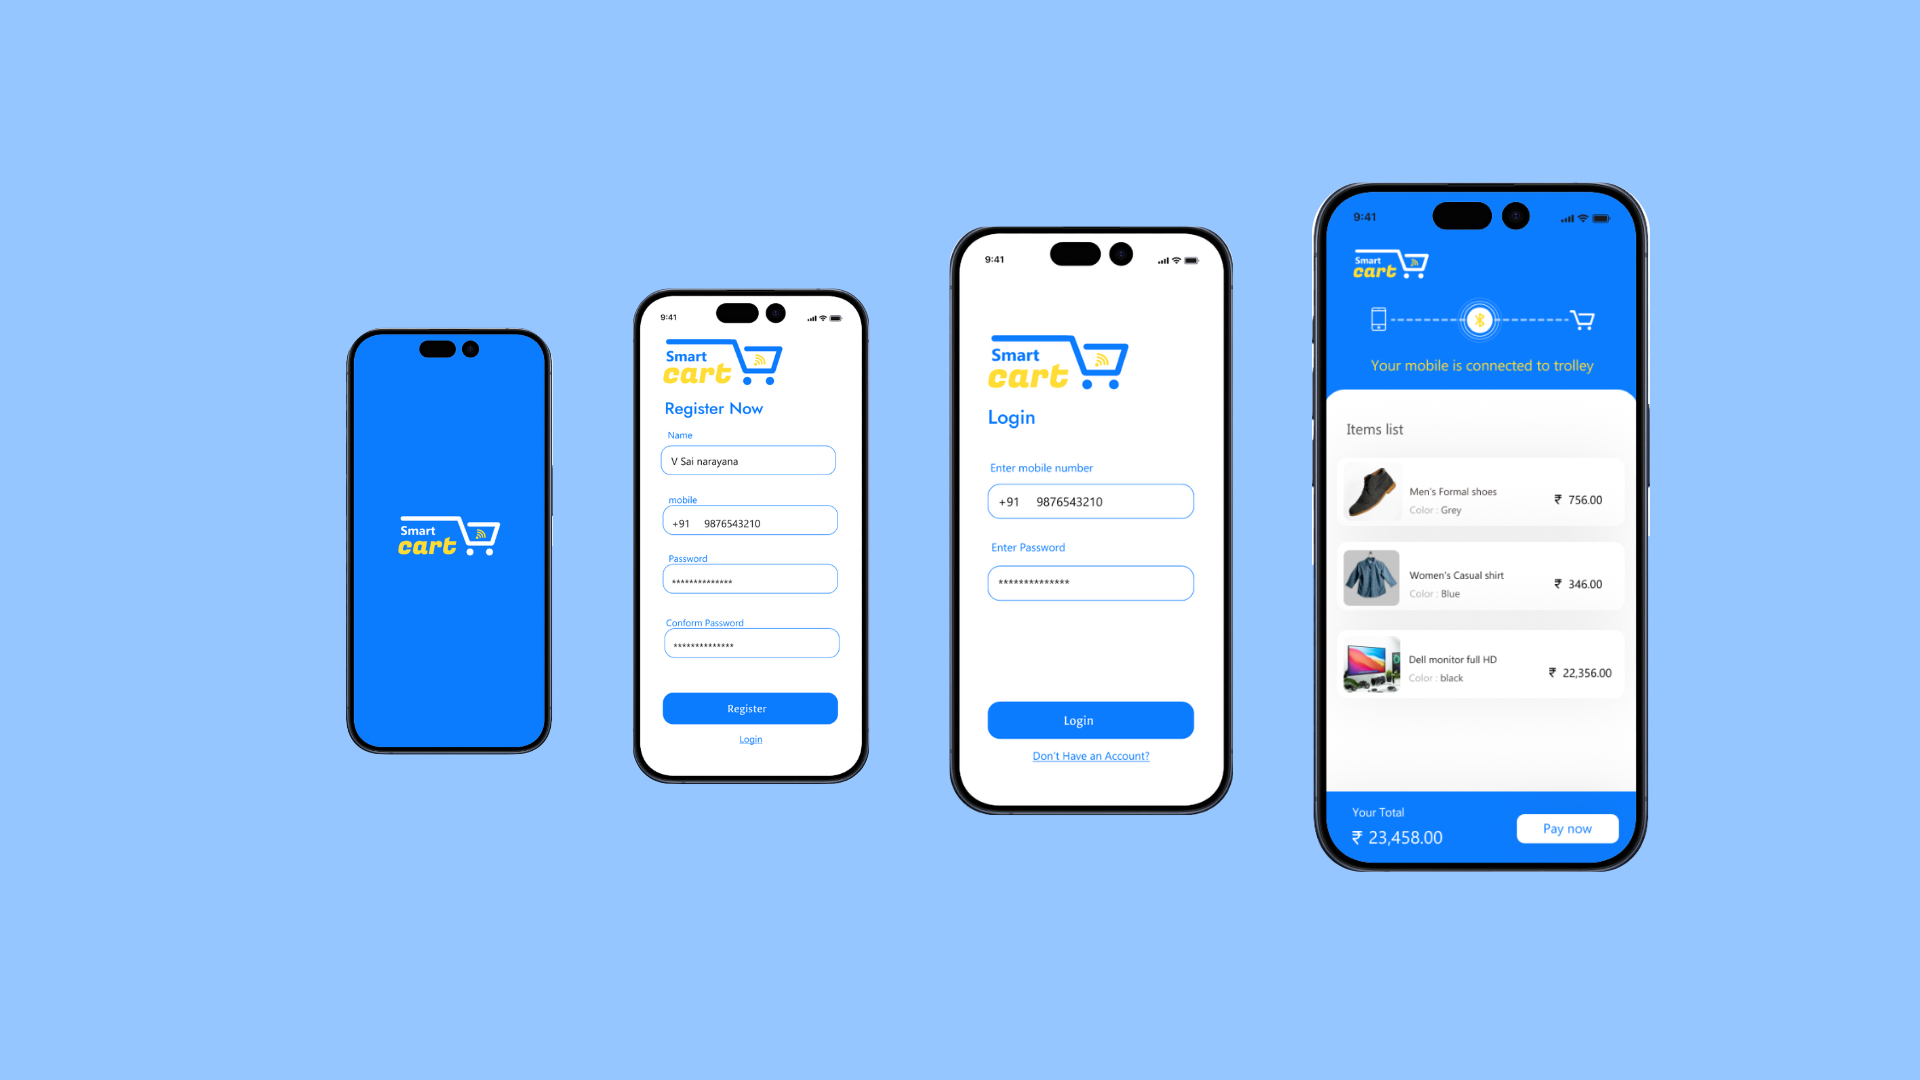 Smart
cart
9:41
Smart
cart
Register Now
Name
V Sai narayana
mobile
+91 9876543210
Password
**************
Conform Password
**************
Register
Login
9:41
Smart
cart
Login
Enter mobile number
+91 9876543210
Enter Password
**************
Login
Don't Have an Account?
9:41
Smart
cart
Your mobile is connected to trolley
Items list
Men's Formal shoes
Color : Grey
₹ 756.00
Women's Casual shirt
Color : Blue
₹ 346.00
Dell monitor full HD
Color : black
₹ 22,356.00
Your Total
₹ 23,458.00
Pay now